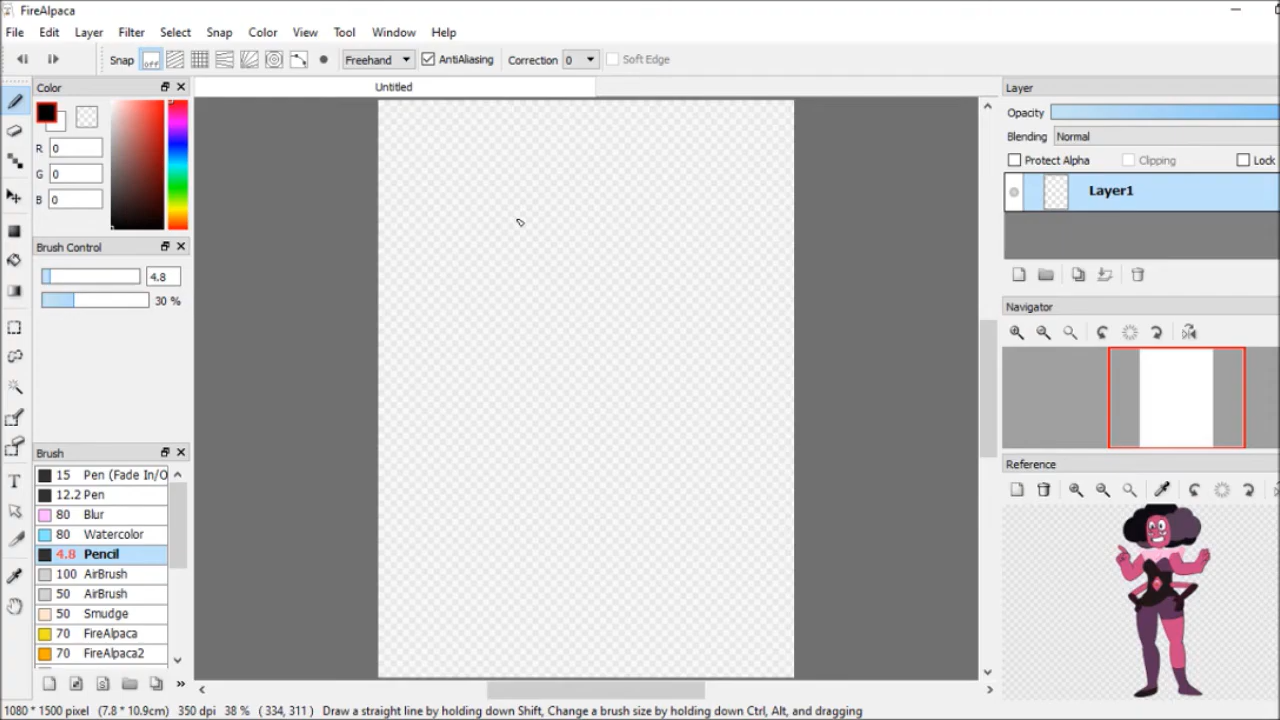 FireAlpaca
File Edit Layer Filter Select Snap Color View Tool Window Help
Snap off Freehand AntiAliasing Correction 0 Soft Edge
Untitled
Color
R 0
G 0
B 0
Brush Control
4.8
30 %
Brush
15 Pen (Fade In/O
12.2 Pen
80 Blur
80 Watercolor
4.8 Pencil
100 AirBrush
50 AirBrush
50 Smudge
70 FireAlpaca
70 FireAlpaca2
Layer
Opacity
Blending Normal
Protect Alpha Clipping Lock
Layer1
Navigator
Reference
1080 * 1500 pixel (7.8 * 10.9cm) 350 dpi 38 % ( 334, 311 ) Draw a straight line by holding down Shift, Change a brush size by holding down Ctrl, Alt, and dragging